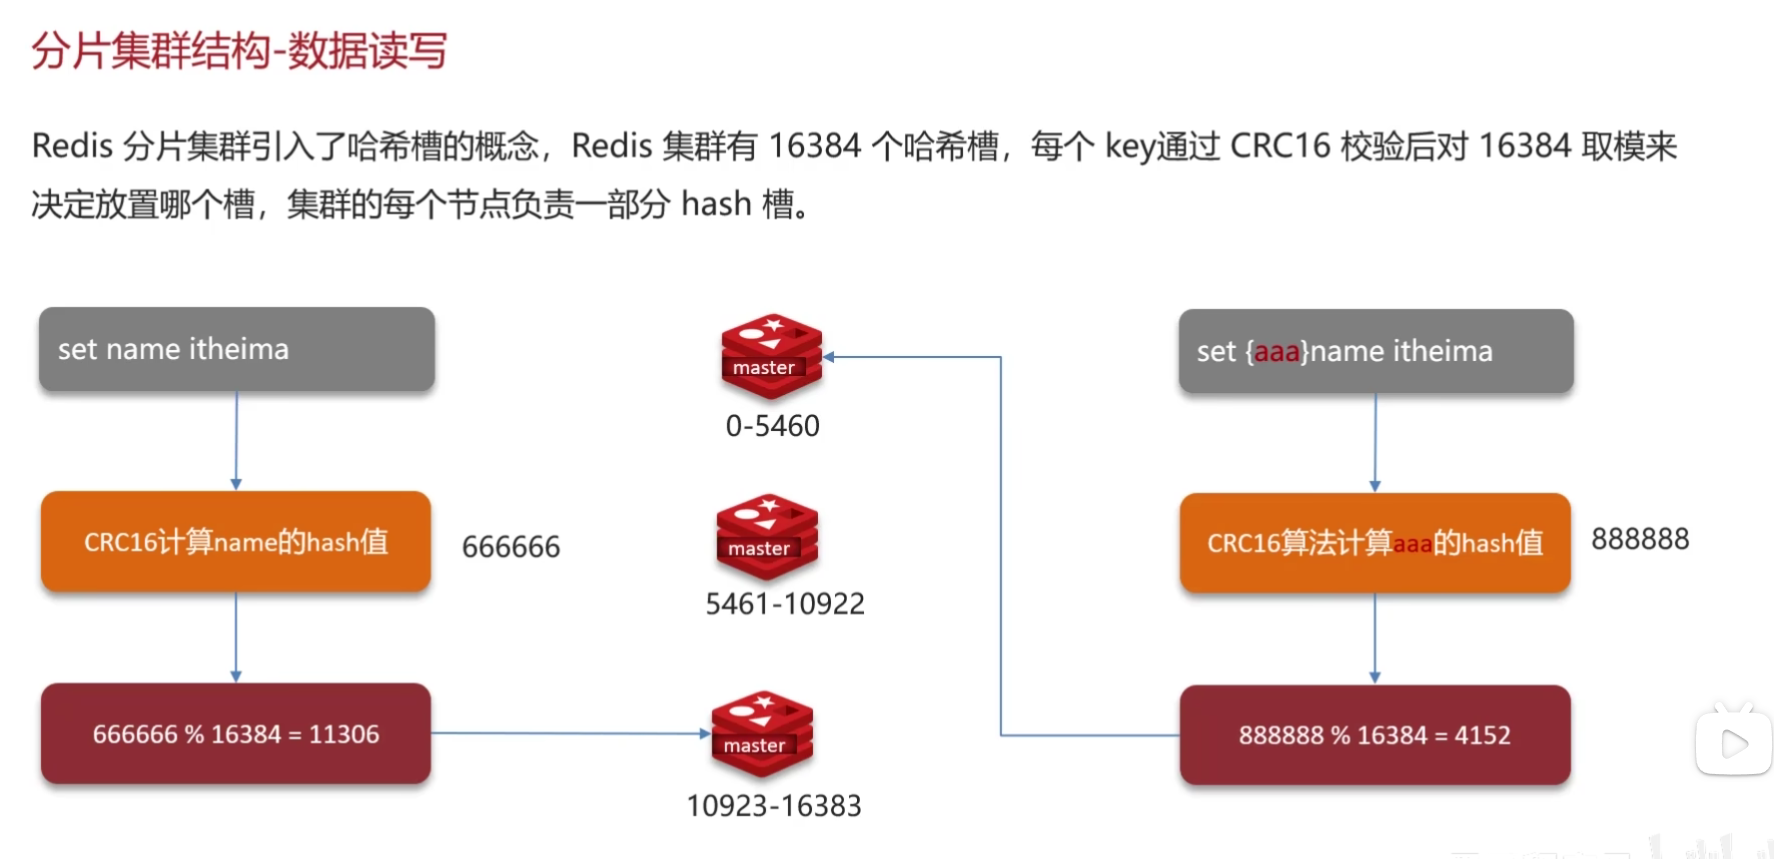 分片集群结构-数据读写
Redis 分片集群引入了哈希槽的概念，Redis 集群有 16384 个哈希槽，每个 key通过 CRC16 校验后对 16384 取模来
决定放置哪个槽，集群的每个节点负责一部分 hash 槽。
set name itheima
CRC16计算name的hash值
666666
666666 % 16384 = 11306
master
0-5460
master
5461-10922
master
10923-16383
set {aaa}name itheima
CRC16算法计算aaa的hash值
888888
888888 % 16384 = 4152